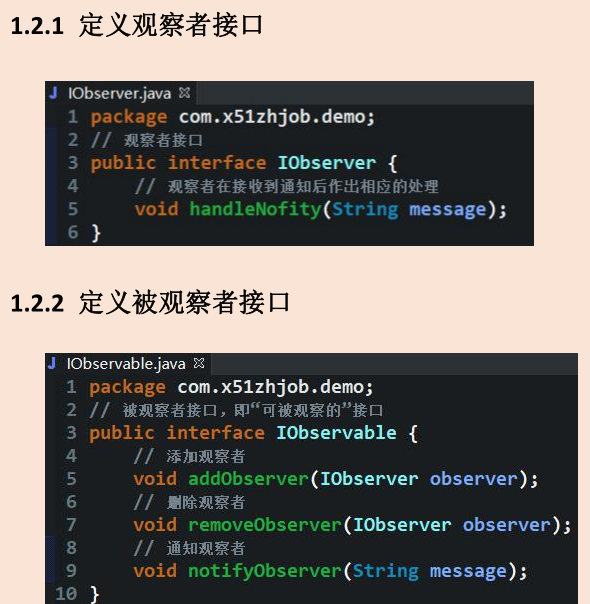 1.2.1 定义观察者接口
IObserver.java
1 package com.x51zhjob.demo;
2 // 观察者接口
3 public interface IObserver {
4 // 观察者在接收到通知后作出相应的处理
5 void handleNofity(String message);
6 }
1.2.2 定义被观察者接口
IObservable.java
1 package com.x51zhjob.demo;
2 // 被观察者接口，即“可被观察的”接口
3 public interface IObservable {
4 // 添加观察者
5 void addObserver(IObserver observer);
6 // 删除观察者
7 void removeObserver(IObserver observer);
8 // 通知观察者
9 void notifyObserver(String message);
10 }